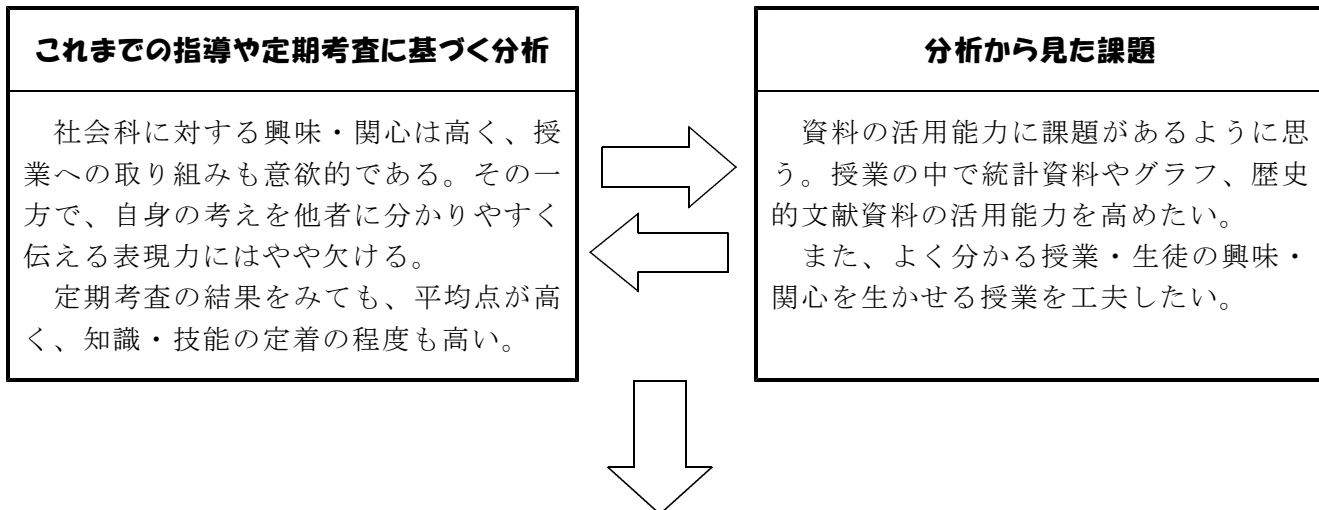 これまでの指導や定期考査に基づく分析
　社会科に対する興味・関心は高く、授
業への取り組みも意欲的である。その一
方で、自身の考えを他者に分かりやすく
伝える表現力にはやや欠ける。
　定期考査の結果をみても、平均点が高
く、知識・技能の定着の程度も高い。
分析から見た課題
　資料の活用能力に課題があるように思
う。授業の中で統計資料やグラフ、歴史
的文献資料の活用能力を高めたい。
　また、よく分かる授業・生徒の興味・
関心を生かせる授業を工夫したい。